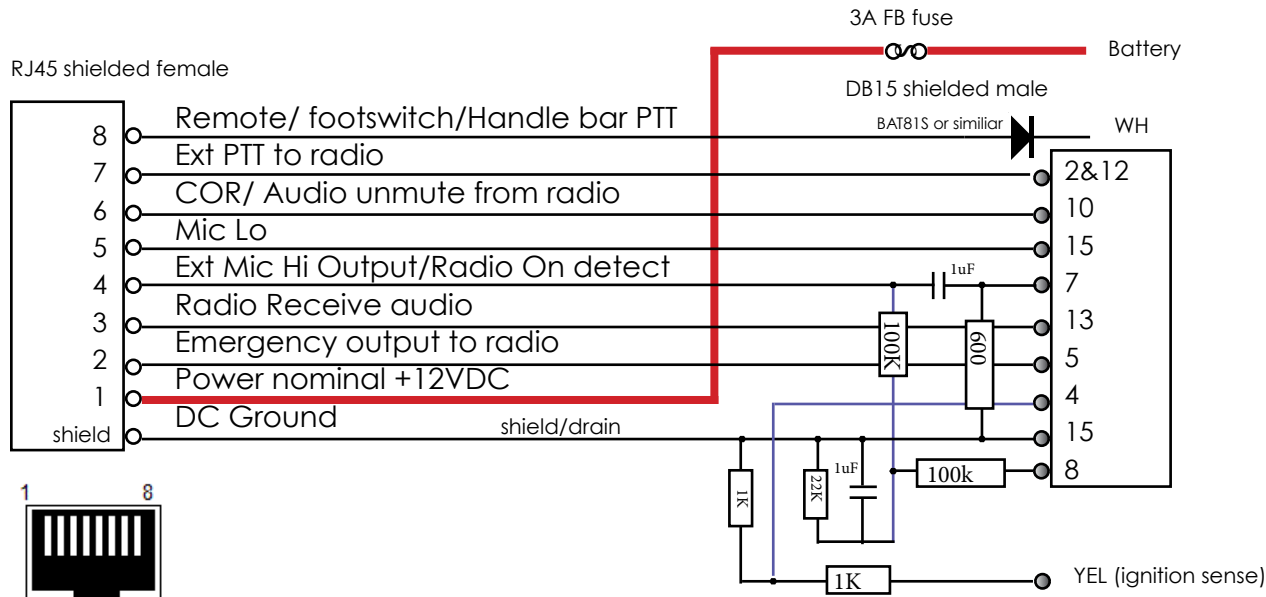 3A FB fuse
Battery
RJ45 shielded female
DB15 shielded male
8 Remote/ footswitch/Handle bar PTT BAT81S or similiar WH
7 Ext PTT to radio 2&12
6 COR/ Audio unmute from radio 10
5 Mic Lo 15
4 Ext Mic Hi Output/Radio On detect 1uF 7
3 Radio Receive audio 100K 600 13
2 Emergency output to radio 5
1 Power nominal +12VDC 4
shield DC Ground shield/drain 15
1K 22K 1uF 100k 8
1 8
1K YEL (ignition sense)